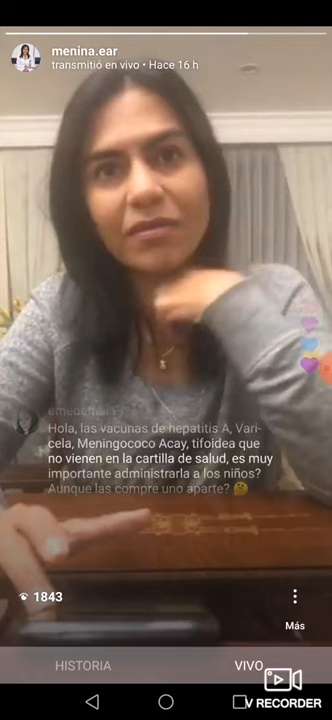 menina.ear
transmitió en vivo • Hace 16 h
Hola, las vacunas de hepatitis A, Vari-
cela, Meningococo Acay, tifoidea que
no vienen en la cartilla de salud, es muy
importante administrarla a los niños?
Aunque las compre uno aparte? 🤔
1843
Más
HISTORIA
VIVO
V RECORDER